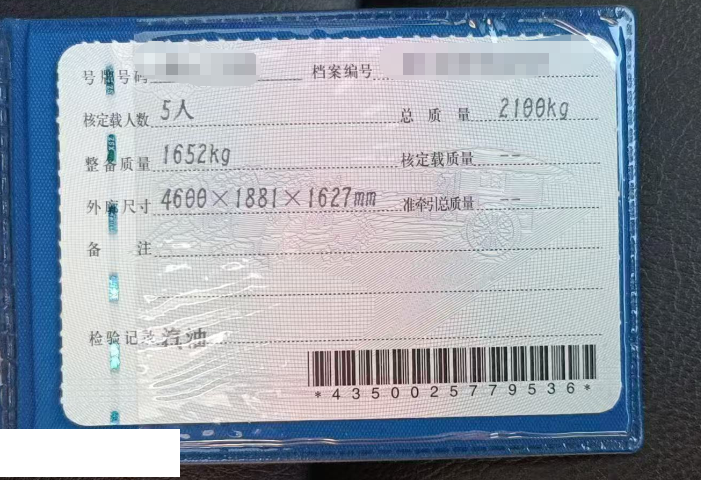 号牌号码 档案编号
核定载人数 5人 总质量 2100kg
整备质量 1652kg 核定载质量 --
外廓尺寸 4600×1881×1627mm 准牵引总质量 --
备注
检验记录 汽油
*4350025779536*